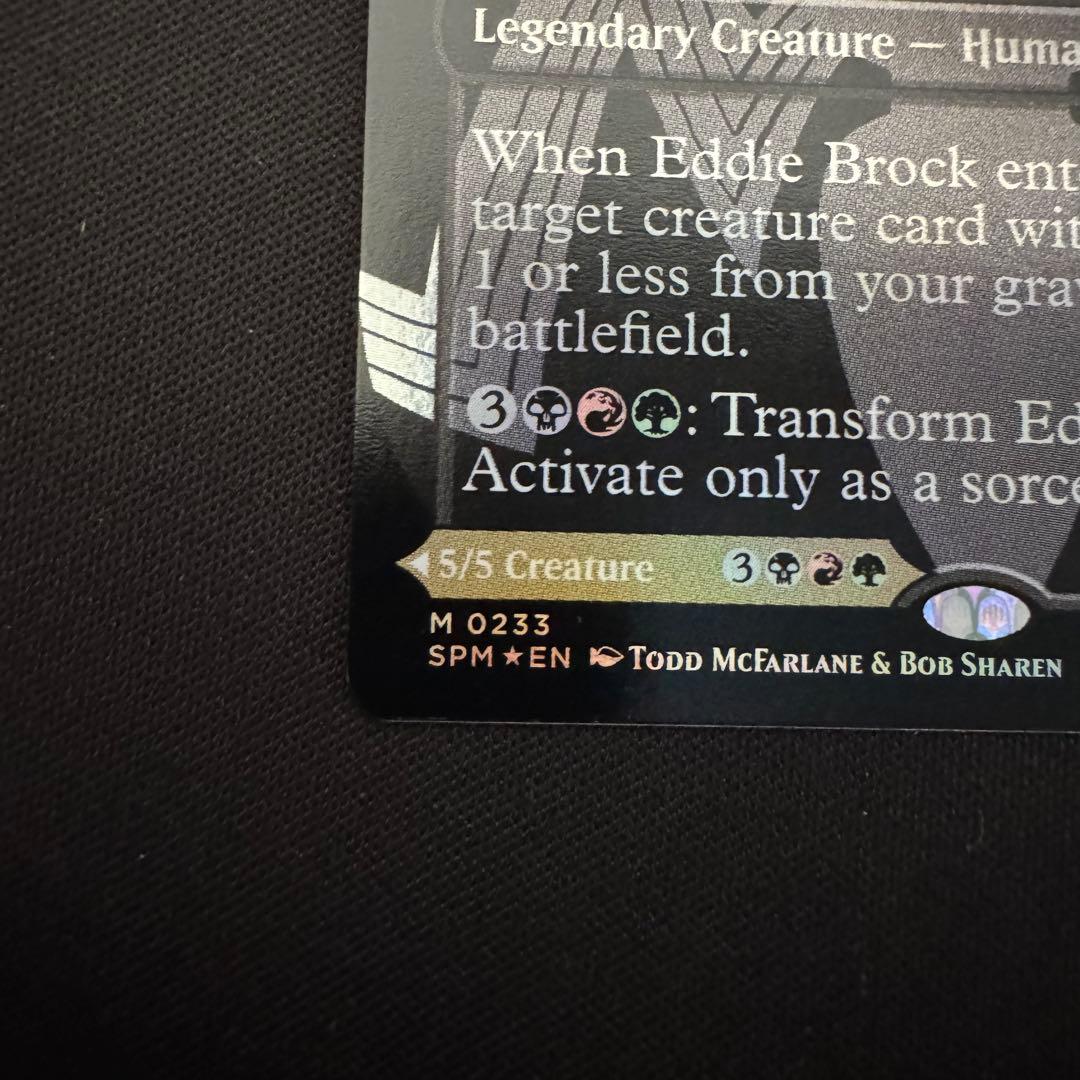 Legendary Creature — Huma
When Eddie Brock ent
target creature card wit
1 or less from your grav
battlefield.
3: Transform Ed
Activate only as a sorce
5/5 Creature 3
M 0233
SPM★EN TODD MCFARLANE & BOB SHAREN